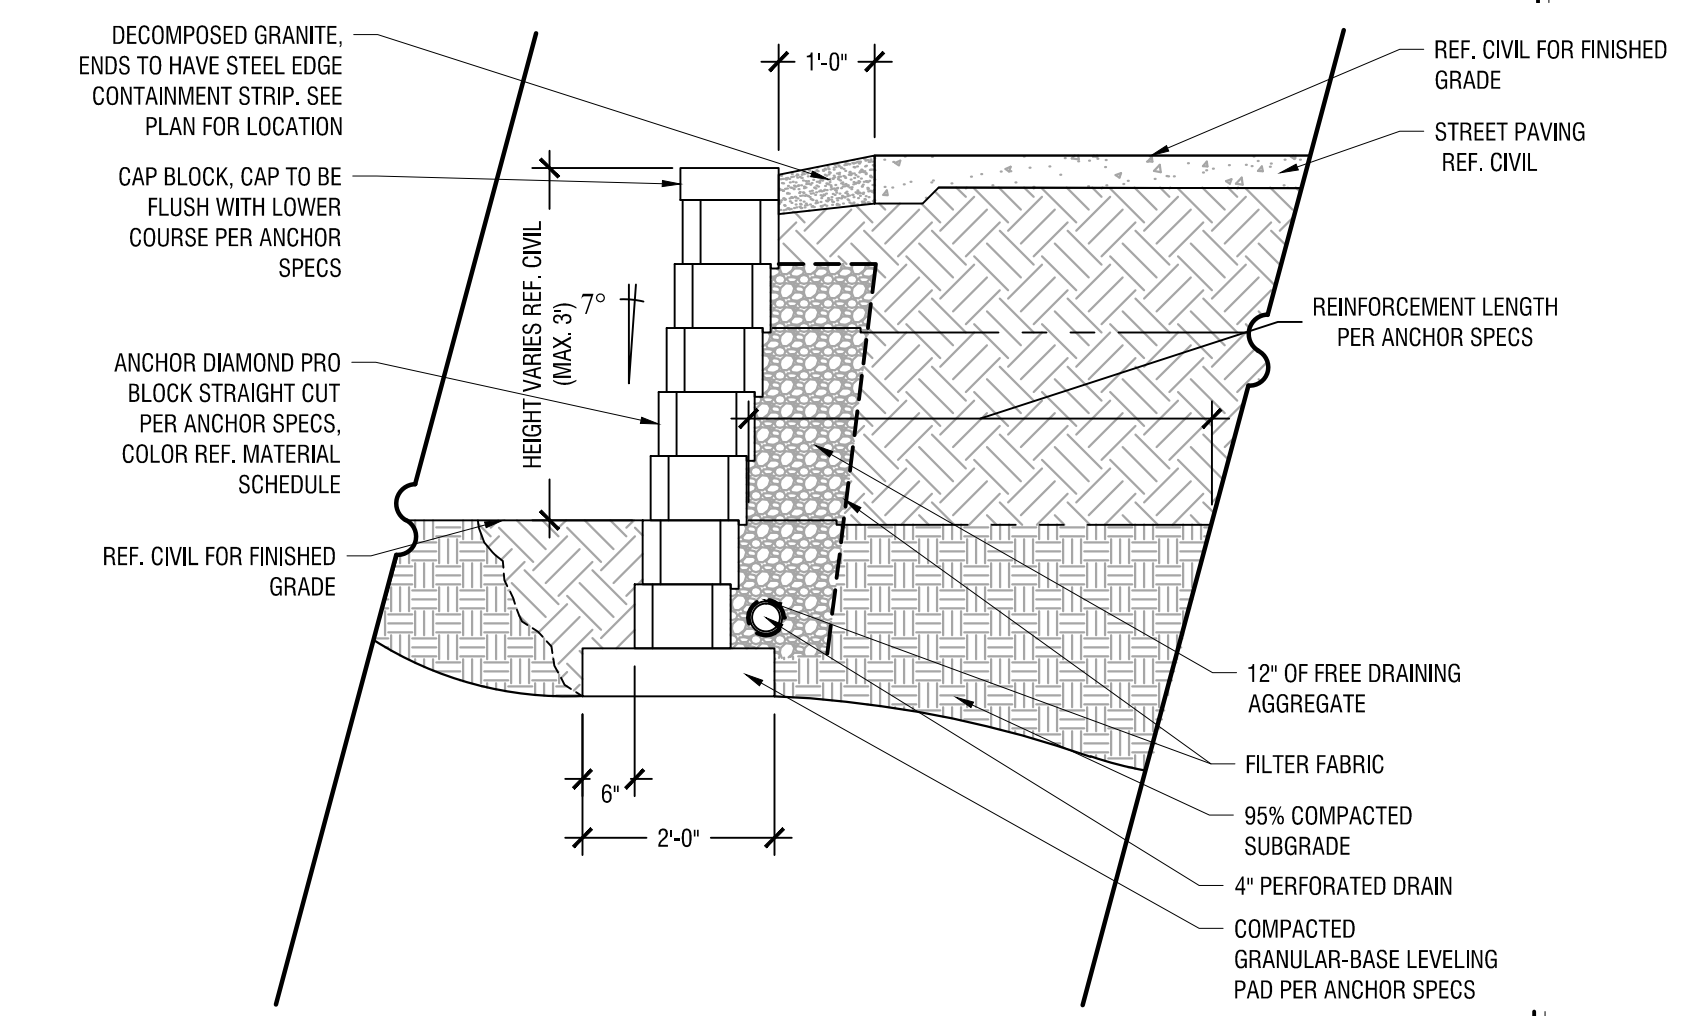 DECOMPOSED GRANITE,
ENDS TO HAVE STEEL EDGE
CONTAINMENT STRIP. SEE
PLAN FOR LOCATION
CAP BLOCK, CAP TO BE
FLUSH WITH LOWER
COURSE PER ANCHOR
SPECS
ANCHOR DIAMOND PRO
BLOCK STRAIGHT CUT
PER ANCHOR SPECS,
COLOR REF. MATERIAL
SCHEDULE
REF. CIVIL FOR FINISHED
GRADE
HEIGHT VARIES REF. CIVIL
(MAX. 3')
7°
1'-0"
6"
2'-0"
REF. CIVIL FOR FINISHED
GRADE
STREET PAVING
REF. CIVIL
REINFORCEMENT LENGTH
PER ANCHOR SPECS
12" OF FREE DRAINING
AGGREGATE
FILTER FABRIC
95% COMPACTED
SUBGRADE
4" PERFORATED DRAIN
COMPACTED
GRANULAR-BASE LEVELING
PAD PER ANCHOR SPECS